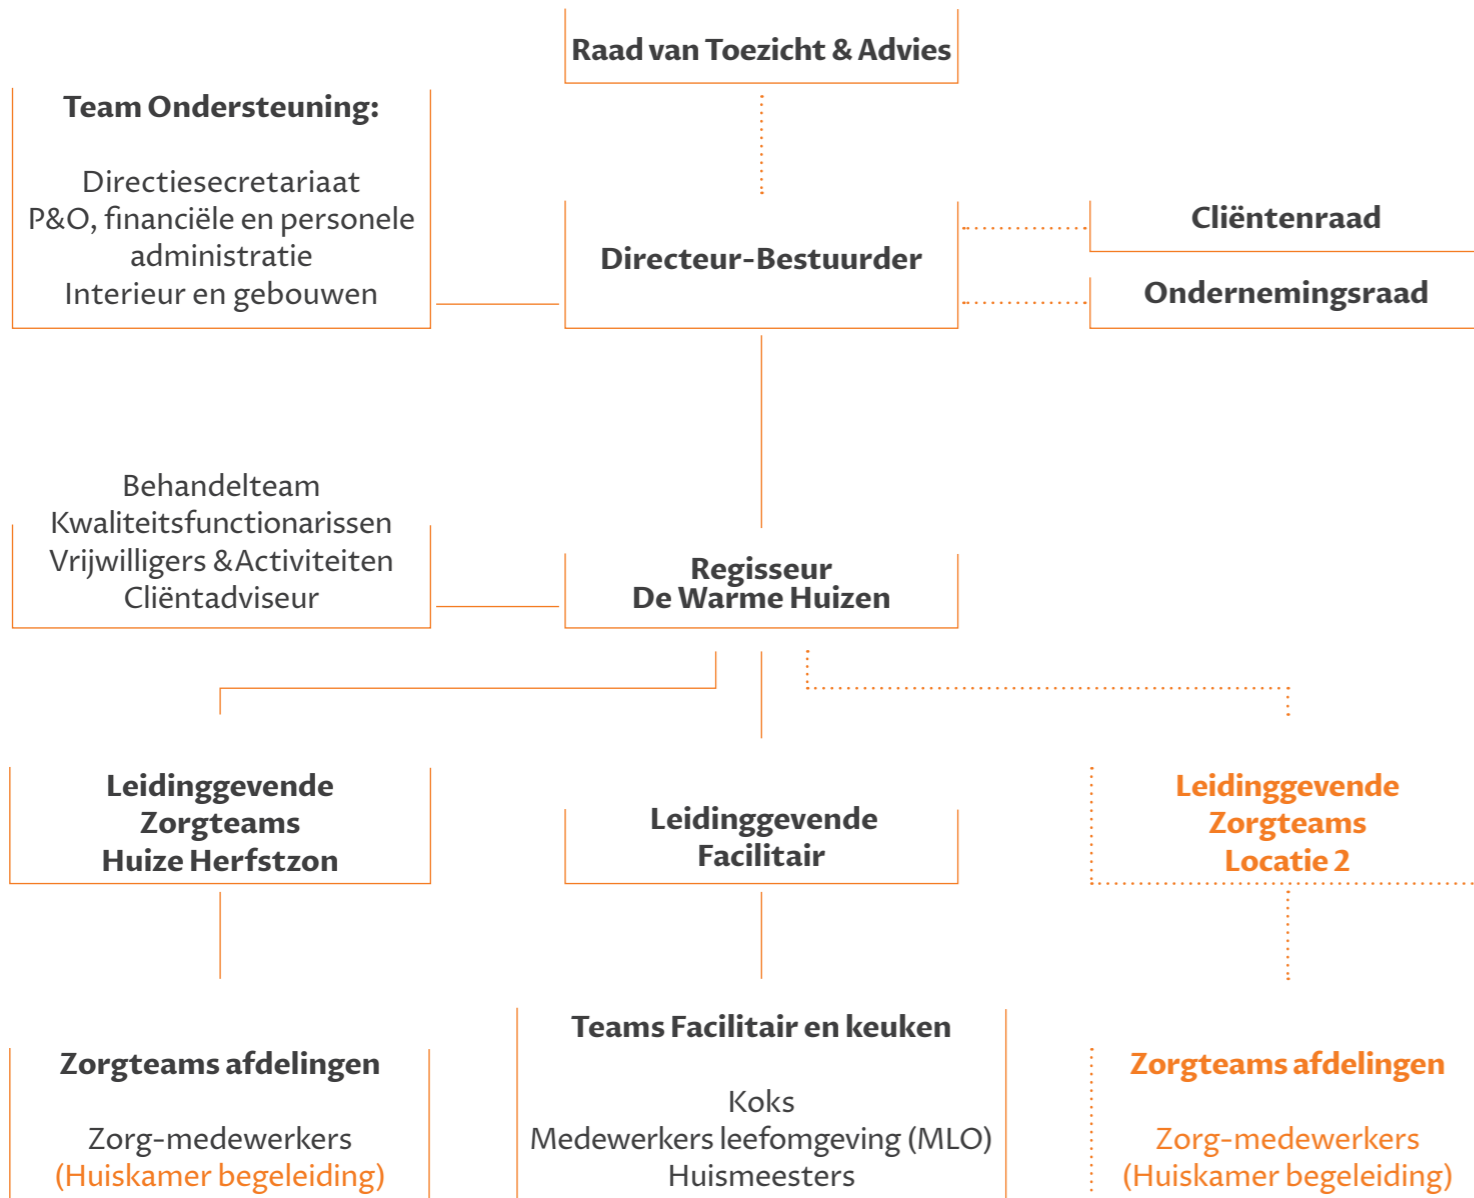 Raad van Toezicht & Advies
Team Ondersteuning:
Directiesecretariaat
P&O, financiële en personele
administratie
Interieur en gebouwen
Directeur-Bestuurder
Cliëntenraad
Ondernemingsraad
Behandelteam
Kwaliteitsfunctionarissen
Vrijwilligers &Activiteiten
Cliëntadviseur
Regisseur
De Warme Huizen
Leidinggevende
Zorgteams
Huize Herfstzon
Leidinggevende
Facilitair
Leidinggevende
Zorgteams
Locatie 2
Zorgteams afdelingen
Zorg-medewerkers
(Huiskamer begeleiding)
Teams Facilitair en keuken
Koks
Medewerkers leefomgeving (MLO)
Huismeesters
Zorgteams afdelingen
Zorg-medewerkers
(Huiskamer begeleiding)